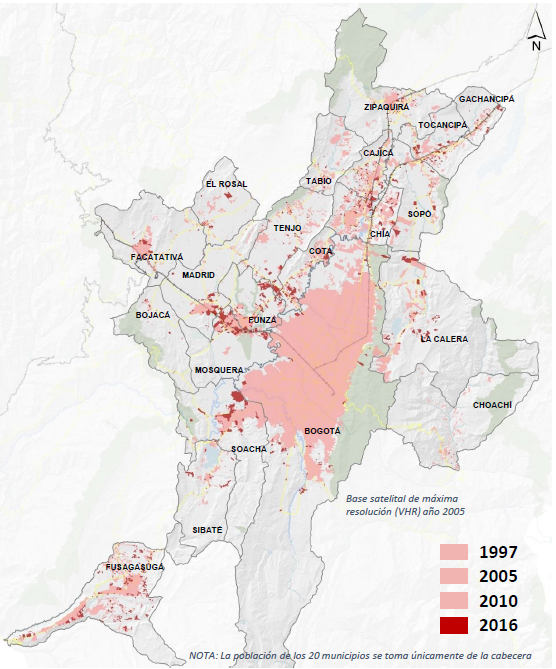 N
ZIPAQUIRÁ
GACHANCIPÁ
TOCANCIPÁ
CAJICÁ
EL ROSAL
TABIO
SOPÓ
TENJO
CHÍA
COTA
FACATATIVÁ
MADRID
BOJACÁ
FUNZA
LA CALERA
MOSQUERA
CHOACHÍ
BOGOTÁ
SOACHA
Base satelital de máxima
resolución (VHR) año 2005
SIBATÉ
1997
FUSAGASUGÁ
2005
2010
2016
NOTA: La población de los 20 municipios se toma únicamente de la cabecera